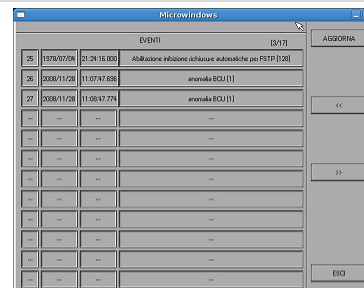 Microwindows
EVENTI
[3/17]
AGGIORNA
25 1978/07/04 21:24:16.000 Abilitazione inibizione richiusure automatiche per FSTP [128]
26 2008/11/28 11:07:47.696 anomalia BCU [1]
27 2008/11/28 11:08:47.774 anomalia BCU [1]
... ... ... ...
... ... ... ...
... ... ... ...
... ... ... ...
... ... ... ...
... ... ... ...
... ... ... ...
... ... ... ...
... ... ... ...
<<
>>
ESCI